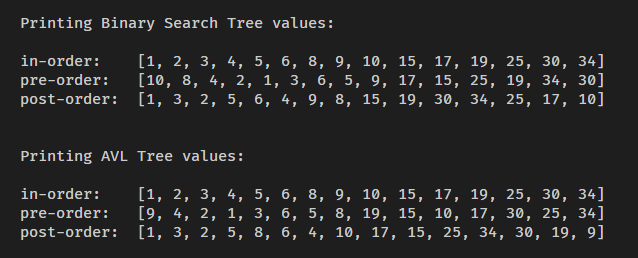 Printing Binary Search Tree values:
in-order: [1, 2, 3, 4, 5, 6, 8, 9, 10, 15, 17, 19, 25, 30, 34]
pre-order: [10, 8, 4, 2, 1, 3, 6, 5, 9, 17, 15, 25, 19, 34, 30]
post-order: [1, 3, 2, 5, 6, 4, 9, 8, 15, 19, 30, 34, 25, 17, 10]
Printing AVL Tree values:
in-order: [1, 2, 3, 4, 5, 6, 8, 9, 10, 15, 17, 19, 25, 30, 34]
pre-order: [9, 4, 2, 1, 3, 6, 5, 8, 19, 15, 10, 17, 30, 25, 34]
post-order: [1, 3, 2, 5, 8, 6, 4, 10, 17, 15, 25, 34, 30, 19, 9]